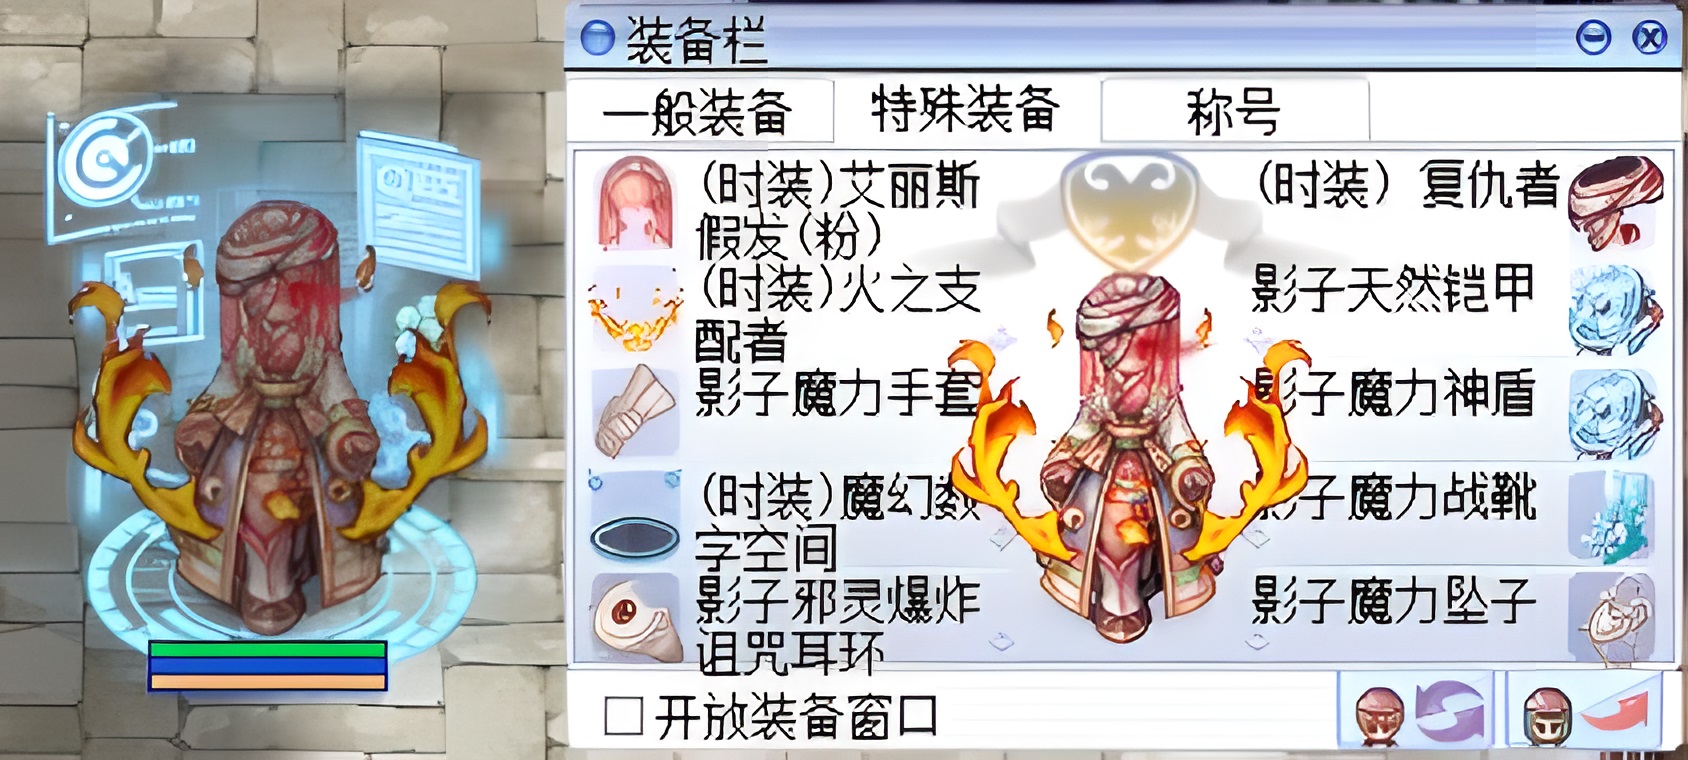 装备栏
一般装备 特殊装备 称号
(时装)艾丽斯
假发(粉)
(时装) 复仇者
(时装)火之支
配者
影子天然铠甲
影子魔力手套
影子魔力神盾
(时装)魔幻数
字空间
影子魔力战靴
影子邪灵爆炸
诅咒耳环
影子魔力坠子
开放装备窗口